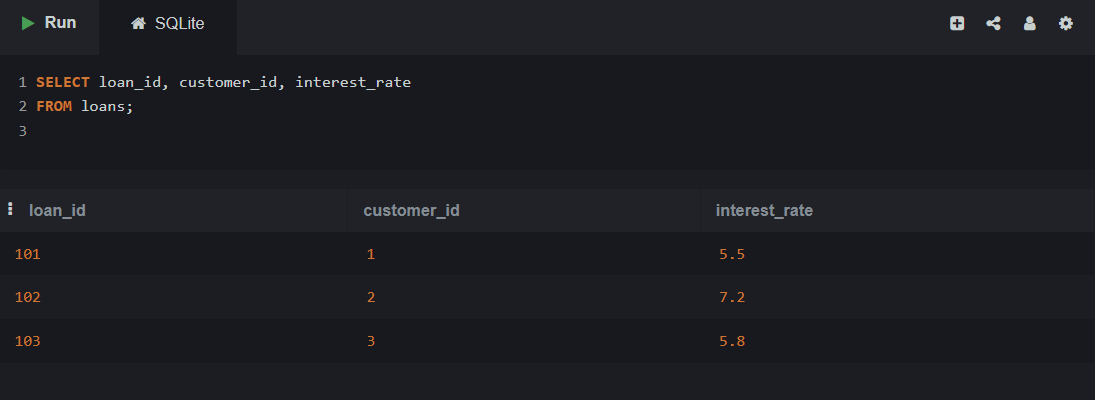 Run SQLite
1 SELECT loan_id, customer_id, interest_rate
2 FROM loans;
3
loan_id customer_id interest_rate
101 1 5.5
102 2 7.2
103 3 5.8